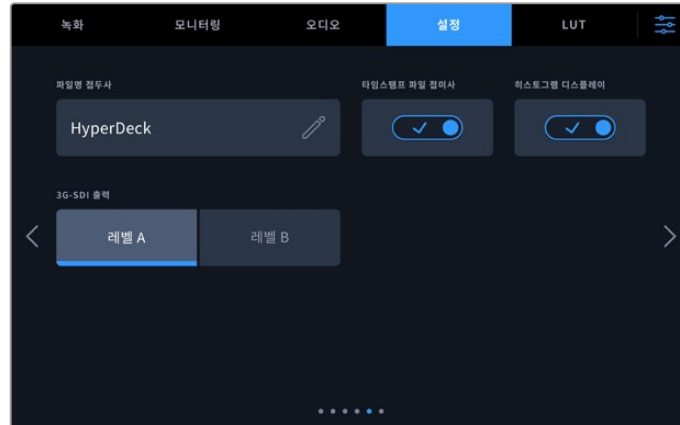 녹화 모니터링 오디오 설정 LUT
파일명 접두사 타임스탬프 파일 접미사 히스토그램 디스플레이
HyperDeck
3G-SDI 출력
레벨 A 레벨 B